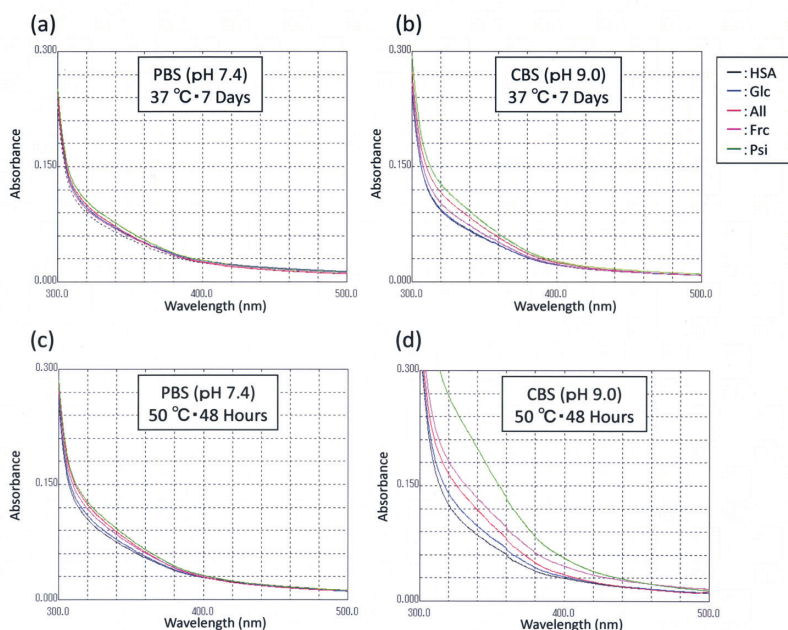 (a)
(b)
0.300
PBS (pH 7.4)
37 ℃・7 Days
0.300
CBS (pH 9.0)
37 ℃・7 Days
: HSA
: Glc
: All
: Frc
: Psi
Absorbance
0.150
Absorbance
0.150
0.000
300.0
400.0
500.0
Wavelength (nm)
0.000
300.0
400.0
500.0
Wavelength (nm)
(c)
(d)
0.300
PBS (pH 7.4)
50 ℃・48 Hours
0.300
CBS (pH 9.0)
50 ℃・48 Hours
Absorbance
0.150
Absorbance
0.150
0.000
300.0
400.0
500.0
Wavelength (nm)
0.000
300.0
400.0
500.0
Wavelength (nm)